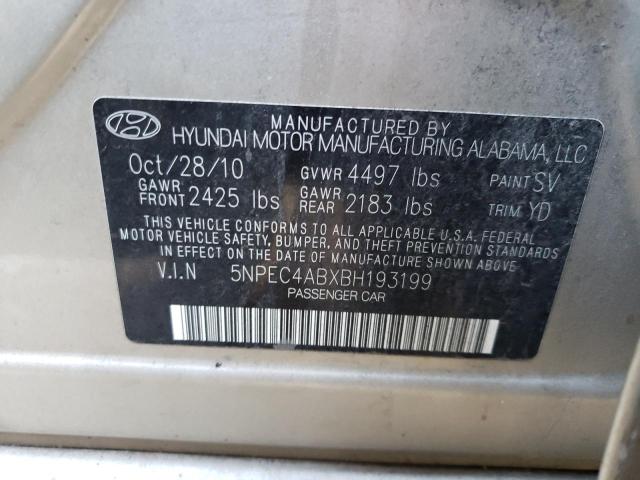 MANUFACTURED BY
HYUNDAI MOTOR MANUFACTURING ALABAMA, LLC
Oct/28/10 GVWR 4497 lbs PAINT SV
GAWR FRONT 2425 lbs GAWR REAR 2183 lbs TRIM YD
THIS VEHICLE CONFORMS TO ALL APPLICABLE U.S.A. FEDERAL
MOTOR VEHICLE SAFETY, BUMPER, AND THEFT PREVENTION STANDARDS
IN EFFECT ON THE DATE OF MANUFACTURE SHOWN ABOVE.
V.I.N 5NPEC4ABXBH193199
PASSENGER CAR